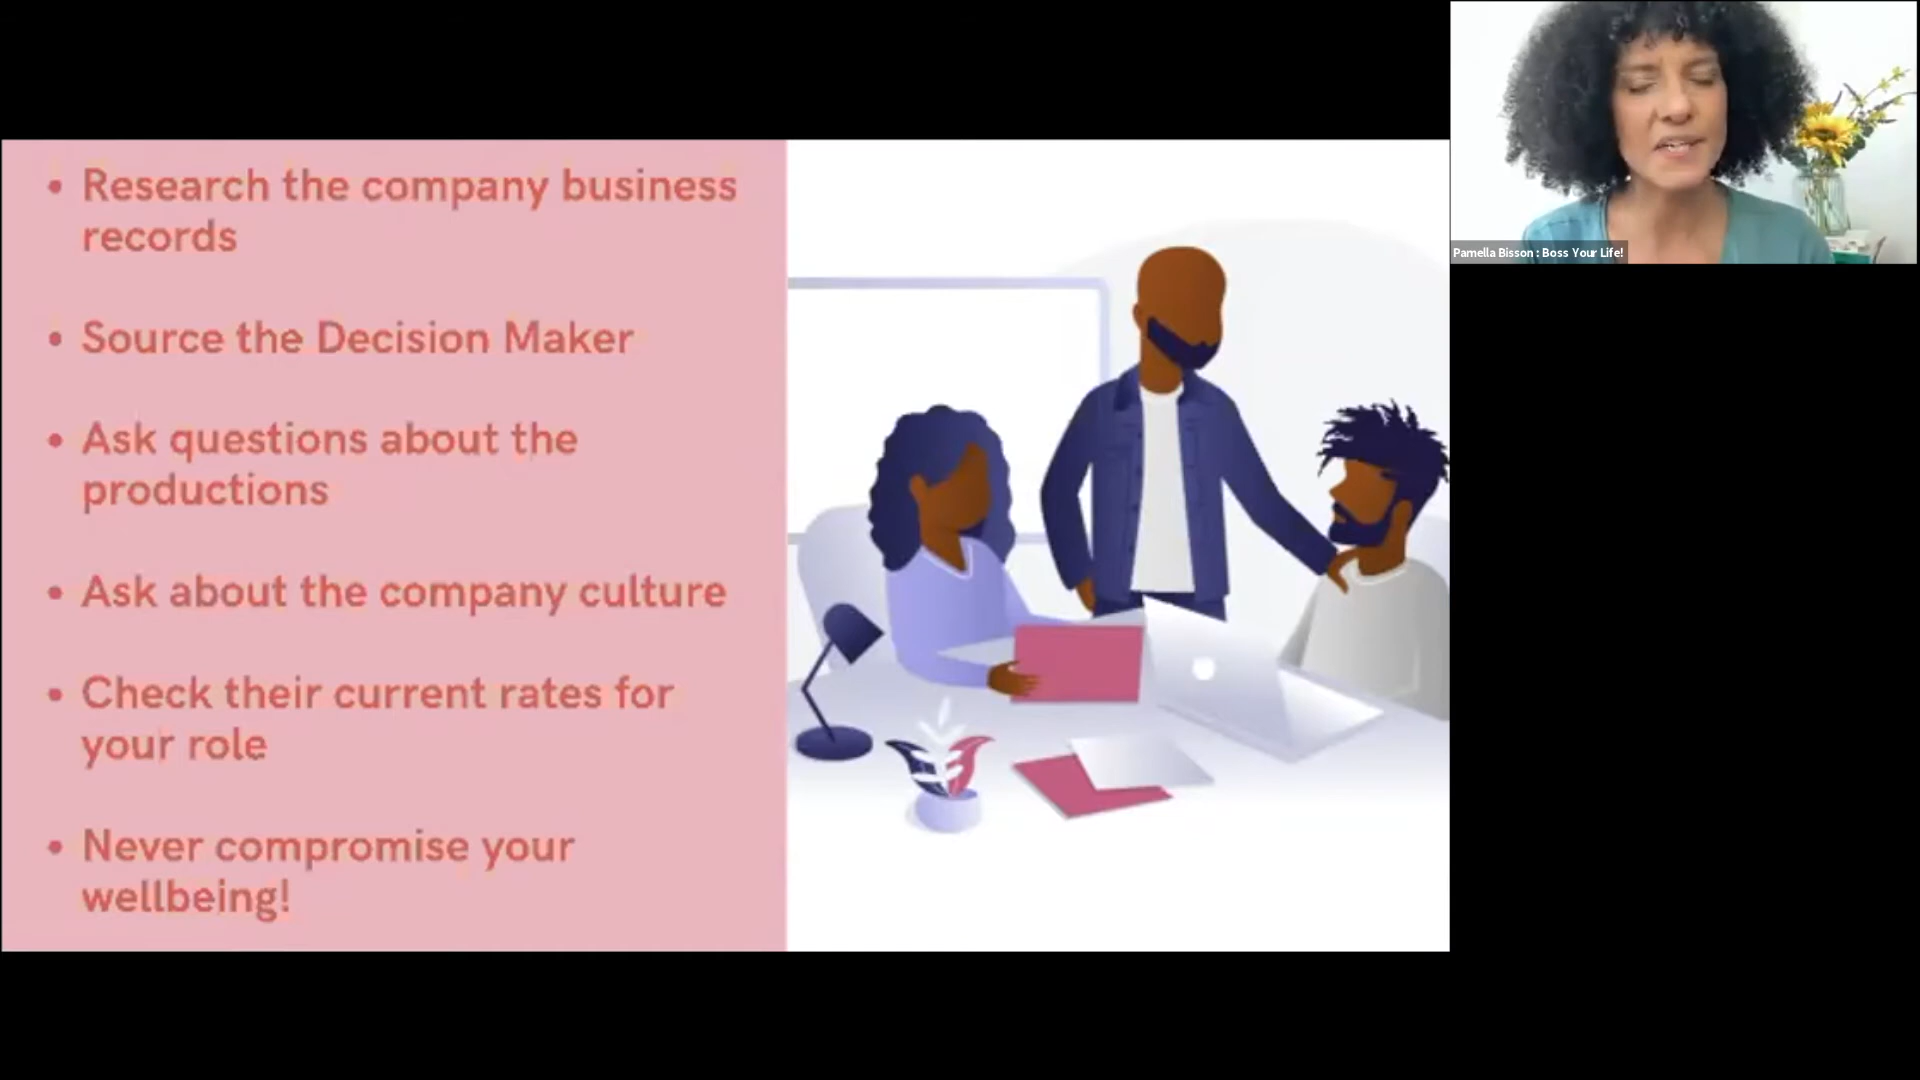 • Research the company business
records
• Source the Decision Maker
• Ask questions about the
productions
• Ask about the company culture
• Check their current rates for
your role
• Never compromise your
wellbeing!
Pamella Bisson : Boss Your Life!